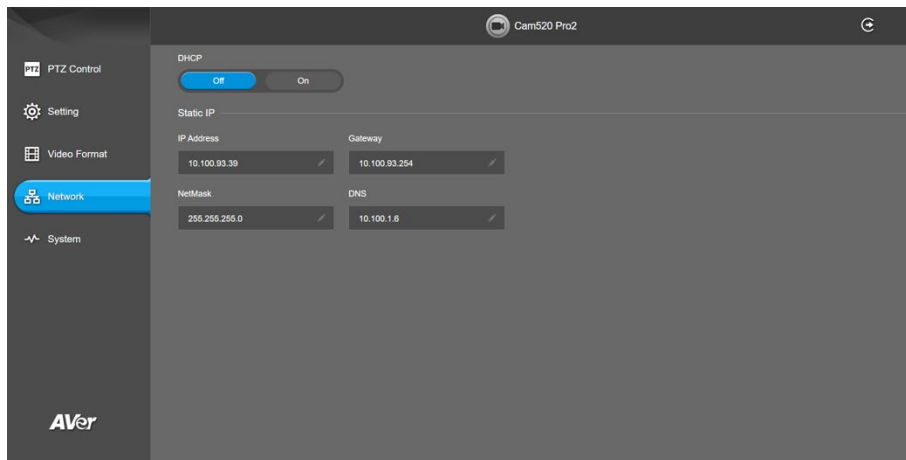 Cam520 Pro2
PTZ PTZ Control
Setting
Video Format
Network
System
AVer
DHCP
Off On
Static IP
IP Address Gateway
10.100.93.39 10.100.93.254
NetMask DNS
255.255.255.0 10.100.1.6